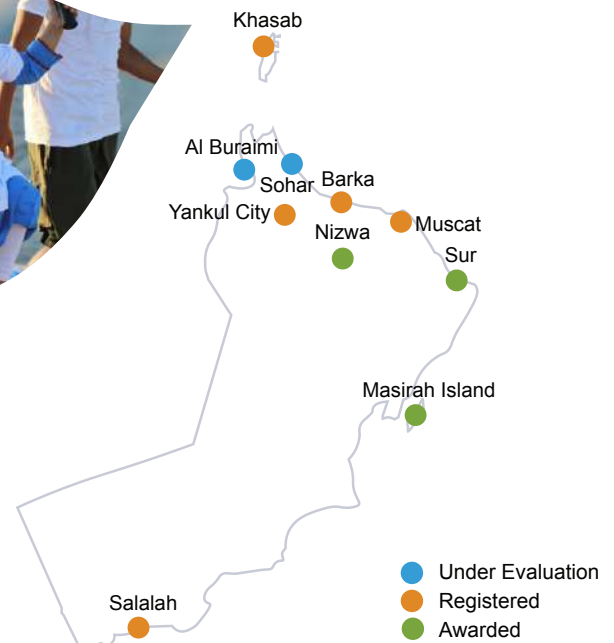 Khasab
Al Buraimi
Sohar
Barka
Yankul City
Muscat
Nizwa
Sur
Masirah Island
Salalah
Under Evaluation
Registered
Awarded